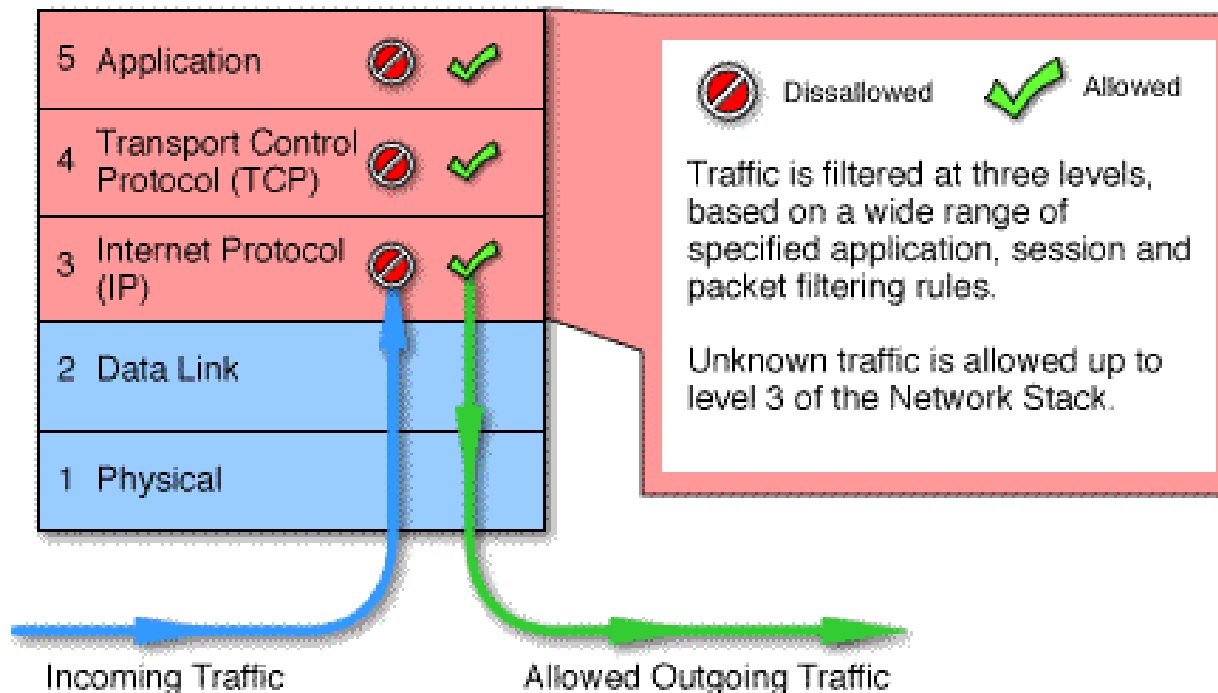 5 Application
4 Transport Control
Protocol (TCP)
3 Internet Protocol
(IP)
2 Data Link
1 Physical
Dissallowed
Allowed
Traffic is filtered at three levels,
based on a wide range of
specified application, session and
packet filtering rules.
Unknown traffic is allowed up to
level 3 of the Network Stack.
Incoming Traffic
Allowed Outgoing Traffic